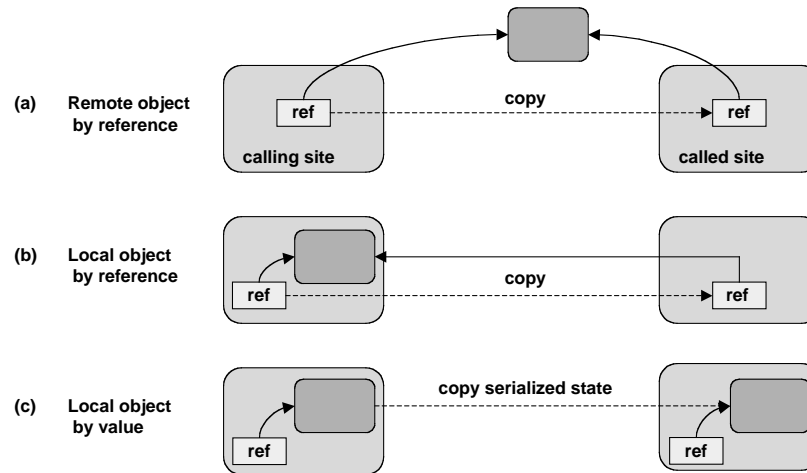 (a) Remote object
by reference
ref
copy
ref
calling site
called site
(b) Local object
by reference
ref
copy
ref
(c) Local object
by value
copy serialized state
ref
ref